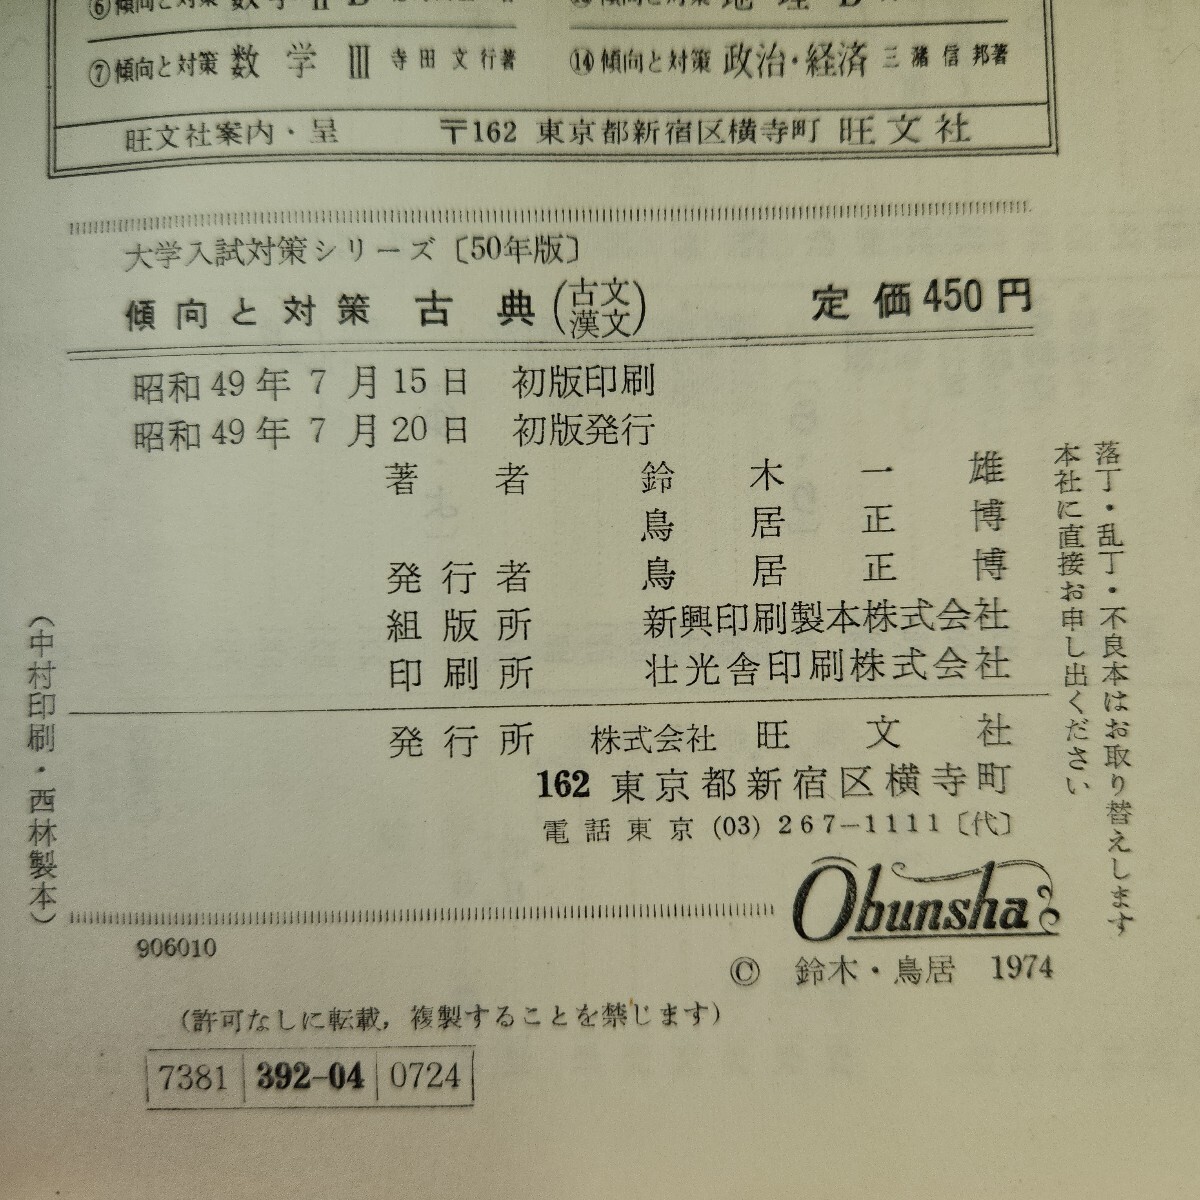 ⑥傾向と対策
⑦傾向と対策 数学 III 寺田文行著
⑭傾向と対策 政治・経済 三潴信邦著
旺文社案内・呈 〒162 東京都新宿区横寺町 旺文社
大学入試対策シリーズ〔50年版〕
傾向と対策 古典(古文漢文) 定価450円
昭和49年7月15日 初版印刷
昭和49年7月20日 初版発行
著者 鈴木一雄
鳥居正博
発行者 鳥居正博
組版所 新興印刷製本株式会社
印刷所 壮光舎印刷株式会社
発行所 株式会社 旺文社
162 東京都新宿区横寺町
電話東京 (03) 267-1111〔代〕
Obunsha
906010
© 鈴木・鳥居 1974
(許可なしに転載, 複製することを禁じます)
7381 392-04 0724
落丁・乱丁・不良本はお取り替えします
本社に直接お申し出ください
(中村印刷・西林製本)